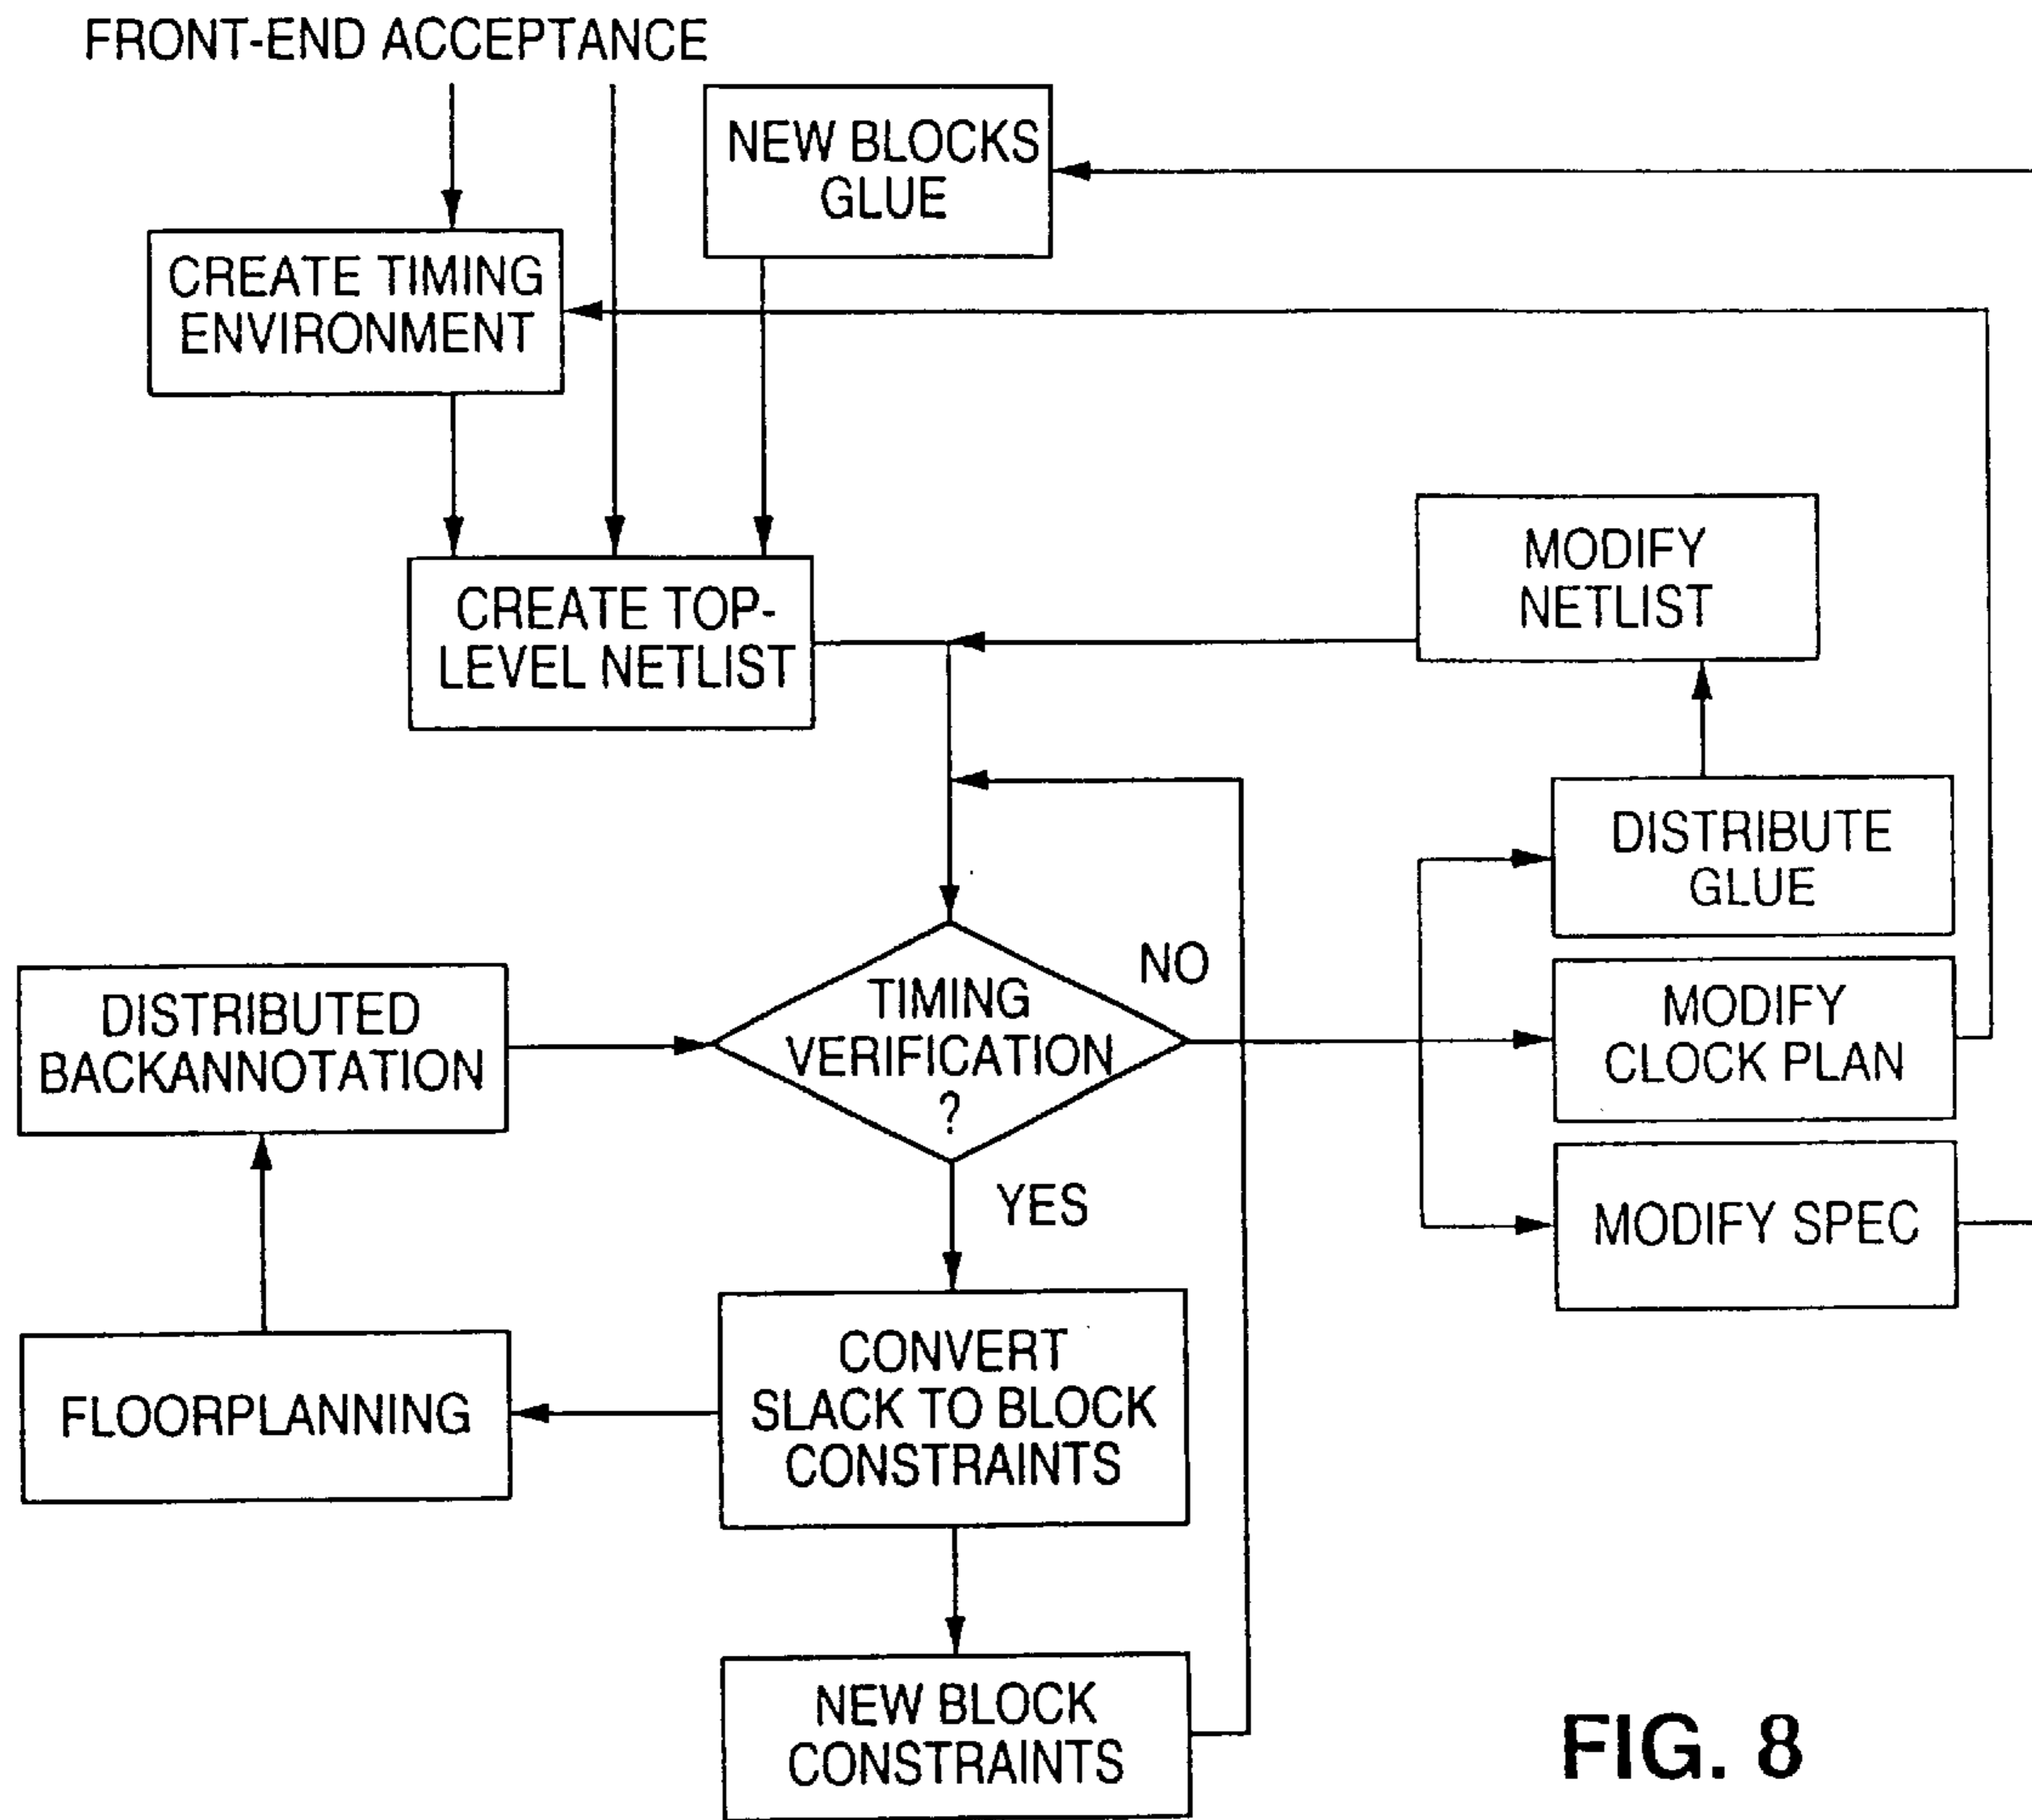 FRONT-END ACCEPTANCE
NEW BLOCKS
GLUE
CREATE TIMING
ENVIRONMENT
MODIFY
NETLIST
CREATE TOP-
LEVEL NETLIST
DISTRIBUTE
GLUE
NO
TIMING
VERIFICATION
?
DISTRIBUTED
BACKANNOTATION
MODIFY
CLOCK PLAN
YES
MODIFY SPEC
CONVERT
SLACK TO BLOCK
CONSTRAINTS
FLOORPLANNING
NEW BLOCK
CONSTRAINTS
FIG. 8